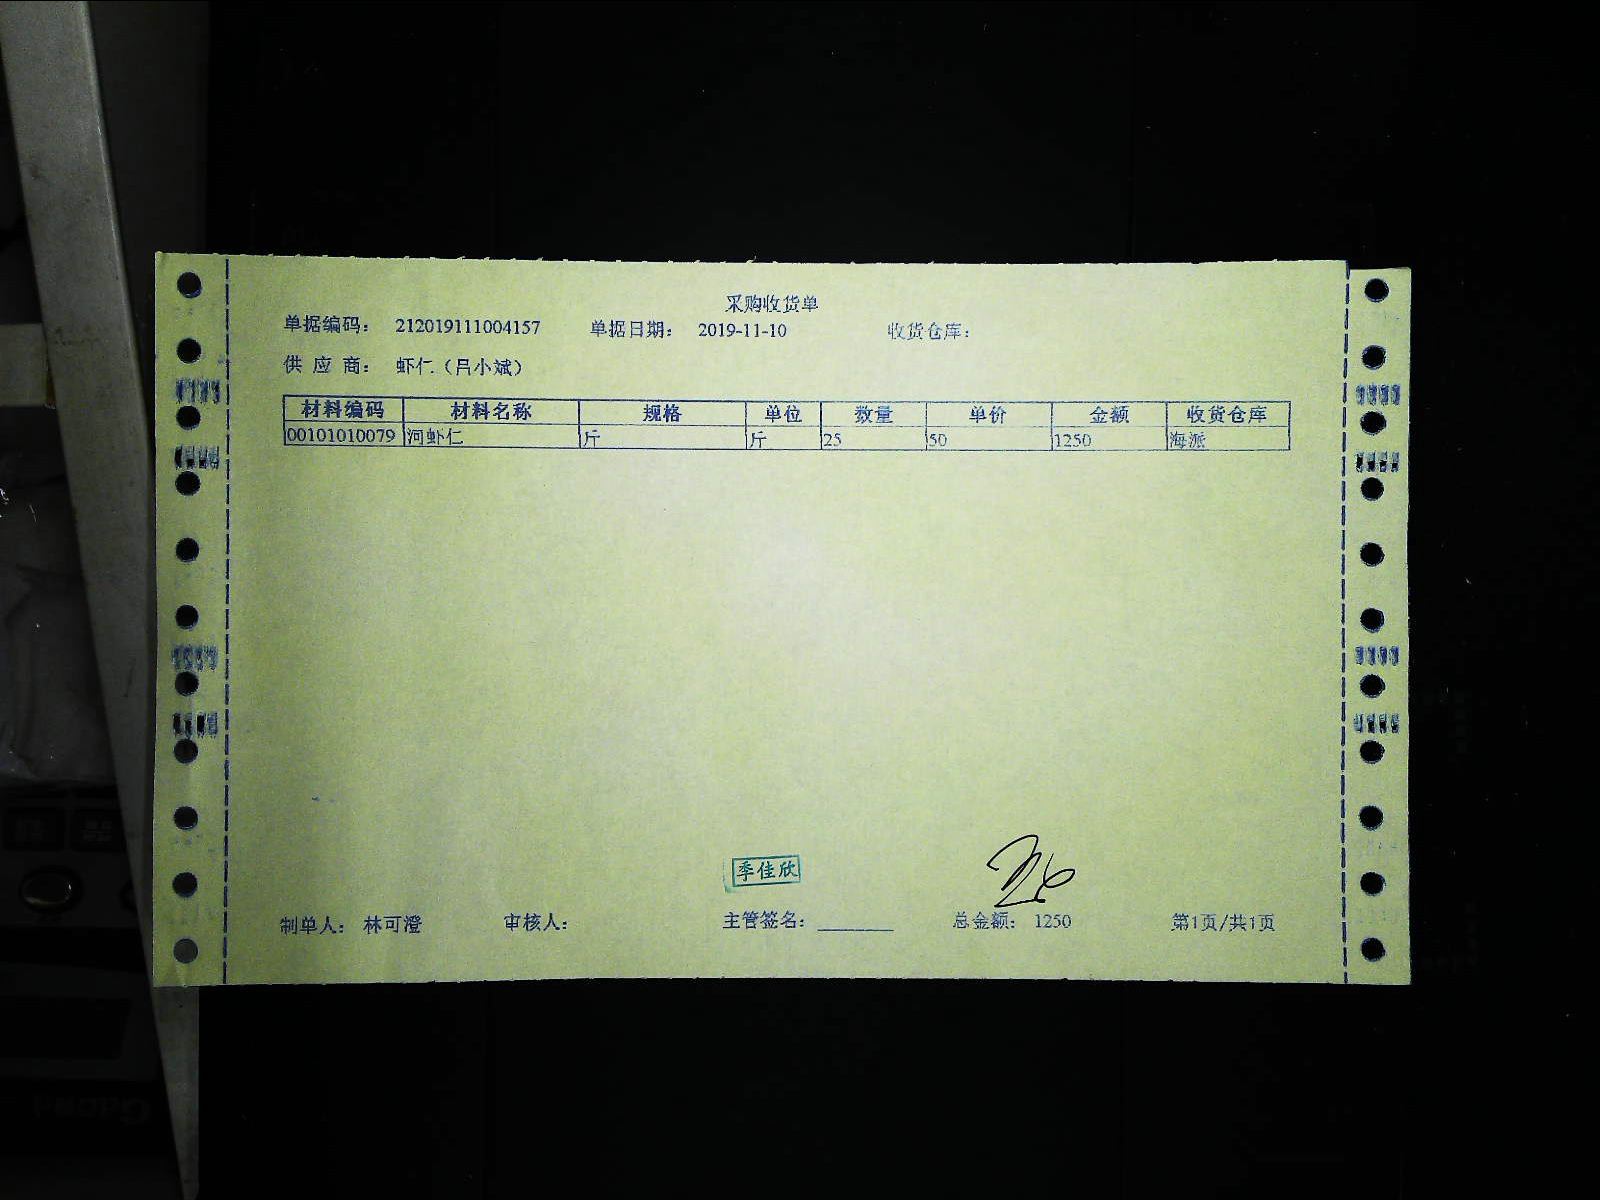 采购收货单
单据编码： 212019111004157 单据日期： 2019-11-10 收货仓库：
供 应 商： 虾仁（吕小斌）
材料编码 材料名称 规格 单位 数量 单价 金额 收货仓库
00101010079 河虾仁 斤 斤 25 50 1250 海派
季佳欣
制单人： 林可澄 审核人： 主管签名： ________ 总金额： 1250 第1页/共1页